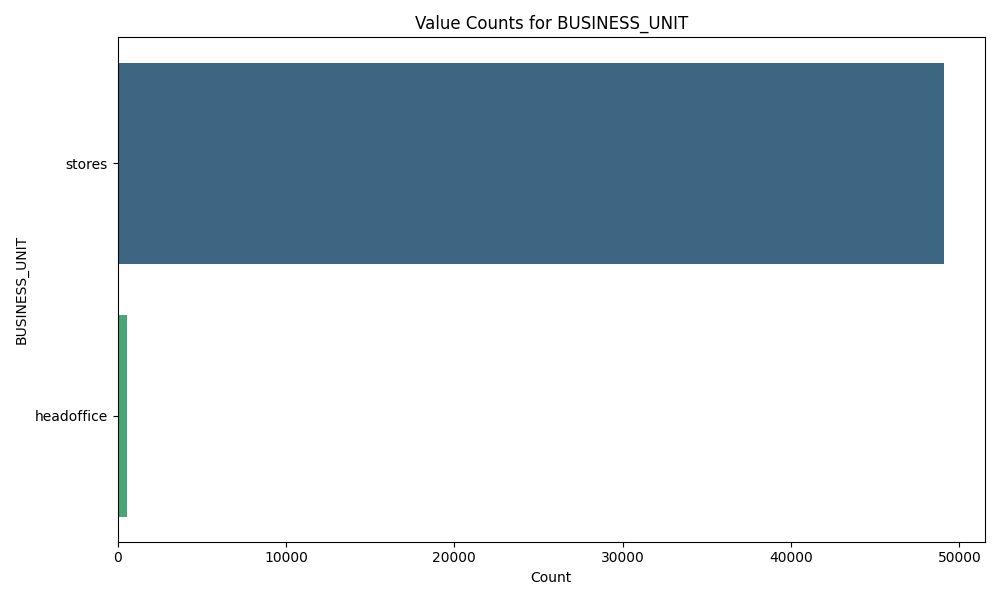 Value Counts for BUSINESS_UNIT
BUSINESS_UNIT
stores
headoffice
0 10000 20000 30000 40000 50000
Count